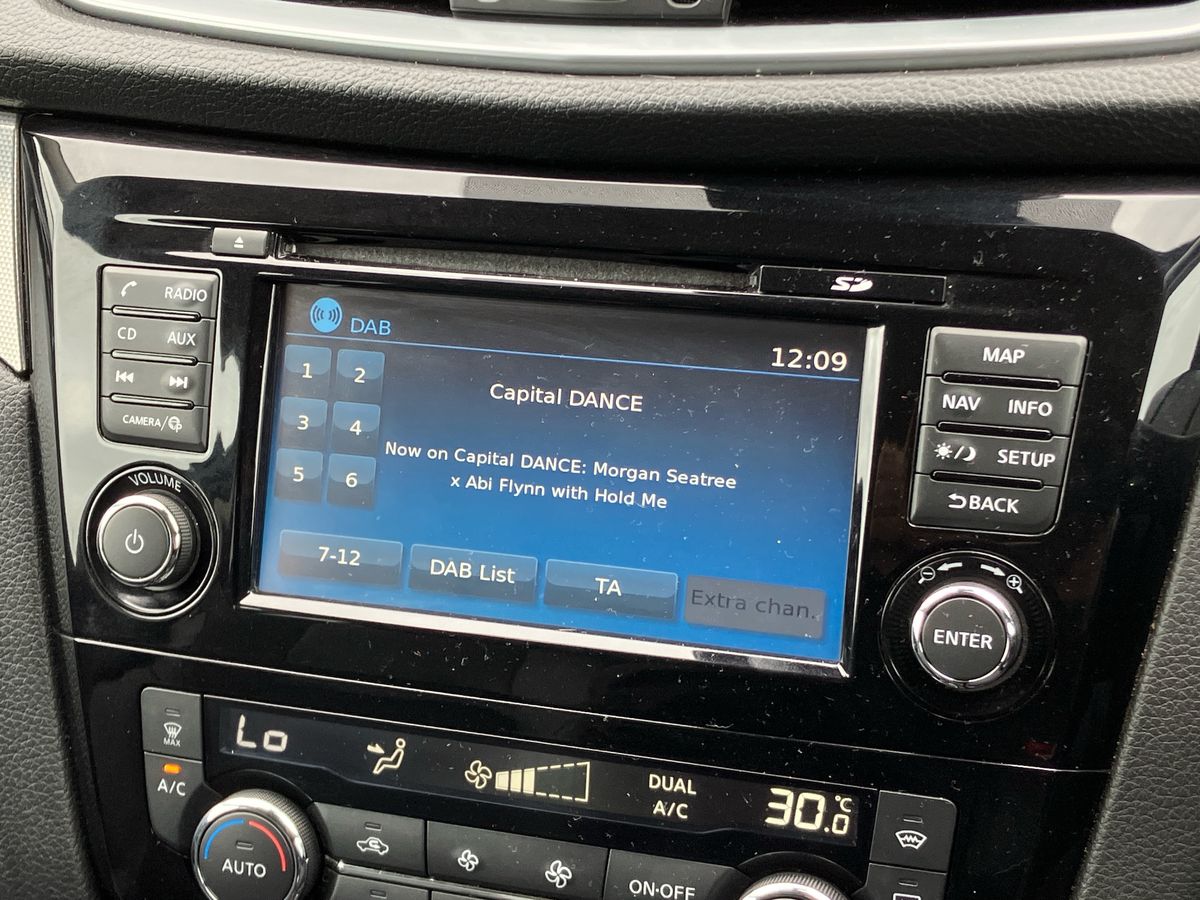 SD
RADIO
CD AUX
CAMERA/
VOLUME
DAB
12:09
1 2
3 4
5 6
Capital DANCE
Now on Capital DANCE: Morgan Seatree
x Abi Flynn with Hold Me
7-12 DAB List TA Extra chan.
MAP
NAV INFO
SETUP
BACK
ENTER
MAX
A/C
Lo
DUAL
A/C
30.0 °C
AUTO
ON·OFF